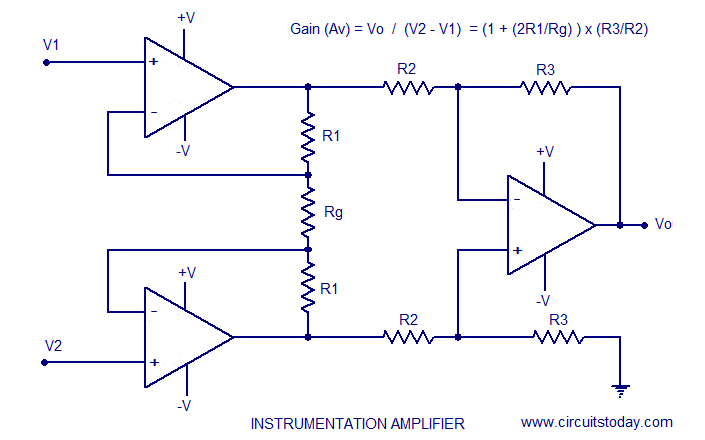 +V
Gain (Av) = Vo / (V2 - V1) = (1 + (2R1/Rg) ) x (R3/R2)
V1
+
-
-V
R2
R3
R1
+V
Rg
-
+
Vo
-V
+V
R1
-
V2
+
-V
R2
R3
INSTRUMENTATION AMPLIFIER
www.circuitstoday.com